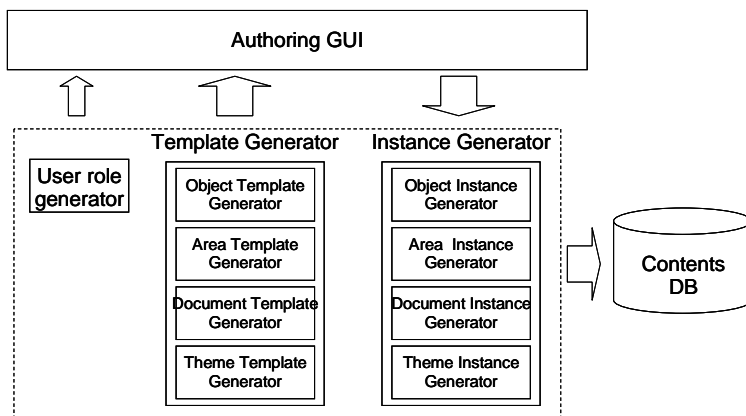 Authoring GUI
Template Generator
Instance Generator
User role
generator
Object Template
Generator
Area Template
Generator
Document Template
Generator
Theme Template
Generator
Object Instance
Generator
Area Instance
Generator
Document Instance
Generator
Theme Instance
Generator
Contents
DB